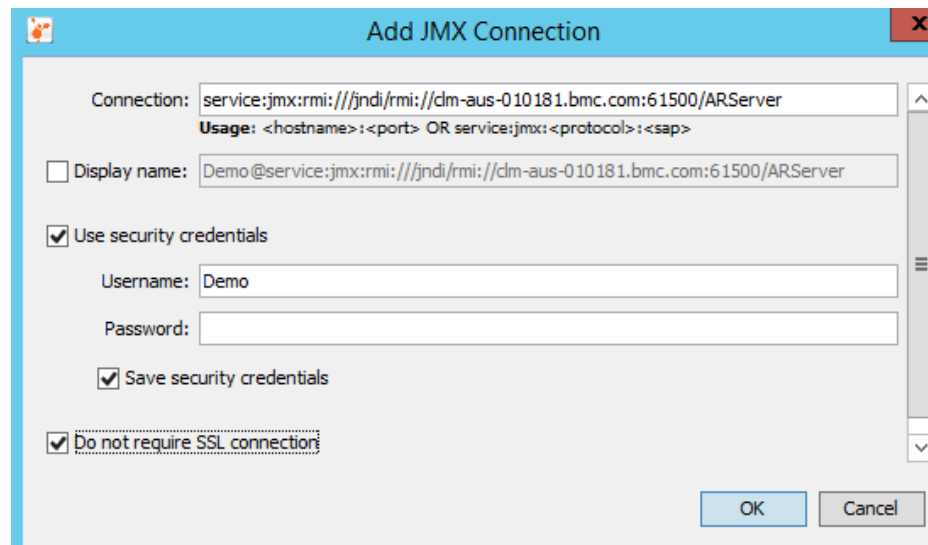 Add JMX Connection
x
Connection: service:jmx:rmi:///jndi/rmi://clm-aus-010181.bmc.com:61500/ARServer
Usage: <hostname>:<port> OR service:jmx:<protocol>:<sap>
Display name: Demo@service:jmx:rmi:///jndi/rmi://clm-aus-010181.bmc.com:61500/ARServer
Use security credentials
Username: Demo
Password:
Save security credentials
Do not require SSL connection
OK Cancel